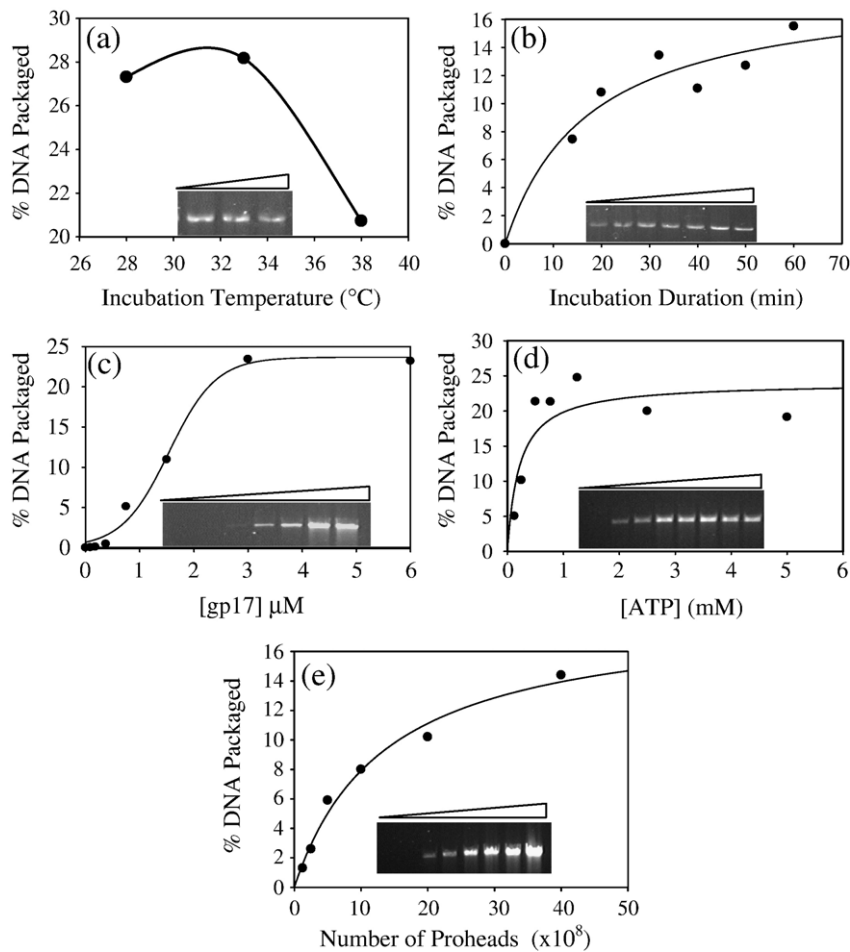 (a)
% DNA Packaged
30
28
26
24
22
20
26 28 30 32 34 36 38 40
Incubation Temperature (°C)
(b)
% DNA Packaged
16
14
12
10
8
6
4
2
0
0 10 20 30 40 50 60 70
Incubation Duration (min)
(c)
% DNA Packaged
25
20
15
10
5
0
0 1 2 3 4 5 6
[gp17] µM
(d)
% DNA Packaged
30
25
20
15
10
5
0
0 1 2 3 4 5 6
[ATP] (mM)
(e)
% DNA Packaged
16
14
12
10
8
6
4
2
0
0 10 20 30 40 50
Number of Proheads (x10⁸)